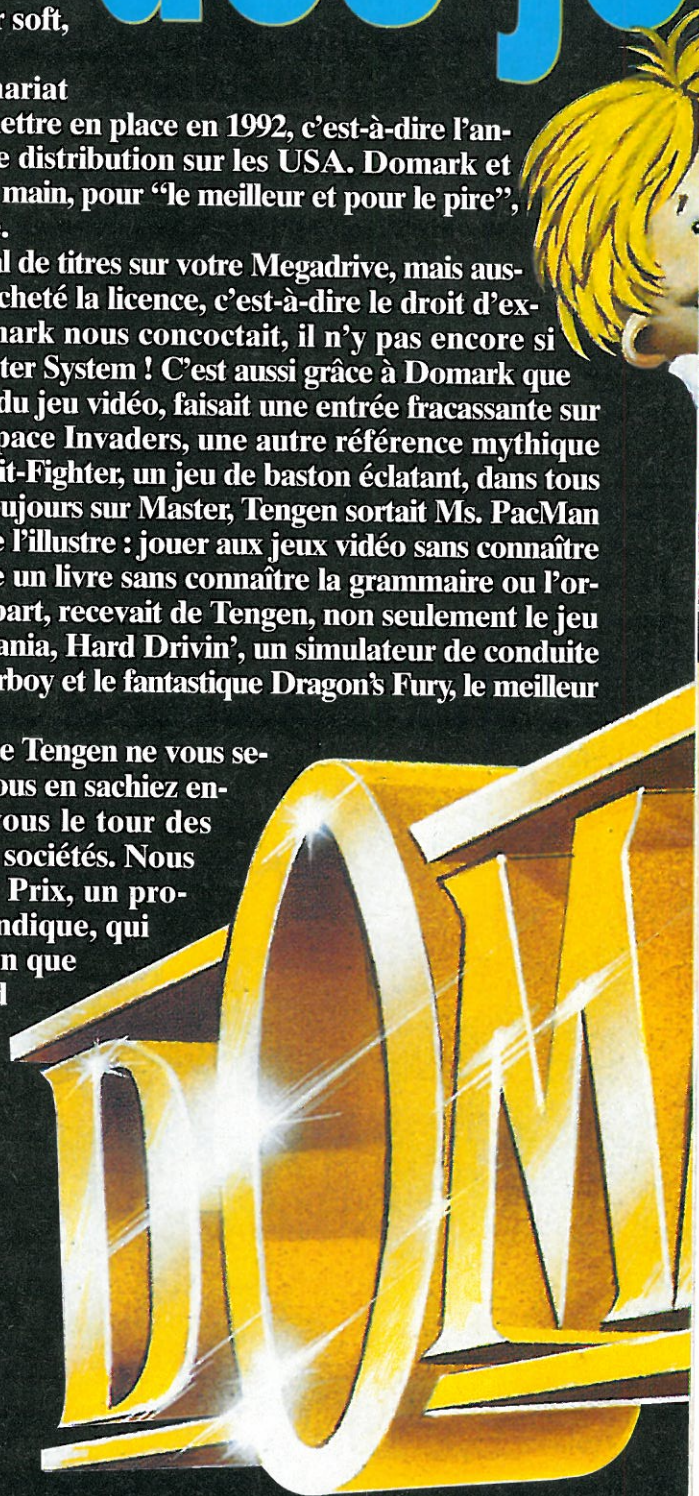 des je
r soft,
nariat
ettre en place en 1992, c’est-à-dire l’an-
e distribution sur les USA. Domark et
main, pour “le meilleur et pour le pire”,
.
l de titres sur votre Megadrive, mais aus-
cheté la licence, c’est-à-dire le droit d’ex-
mark nous concoctait, il n’y pas encore si
ter System ! C’est aussi grâce à Domark que
du jeu vidéo, faisait une entrée fracassante sur
pace Invaders, une autre référence mythique
it-Fighter, un jeu de baston éclatant, dans tous
oujours sur Master, Tengen sortait Ms. PacMan
e l’illustre : jouer aux jeux vidéo sans connaître
e un livre sans connaître la grammaire ou l’or-
part, recevait de Tengen, non seulement le jeu
ania, Hard Drivin’, un simulateur de conduite
rboy et le fantastique Dragon’s Fury, le meilleur
e Tengen ne vous se-
ous en sachiez en-
vous le tour des
sociétés. Nous
Prix, un pro-
ndique, qui
n que
d
DOM